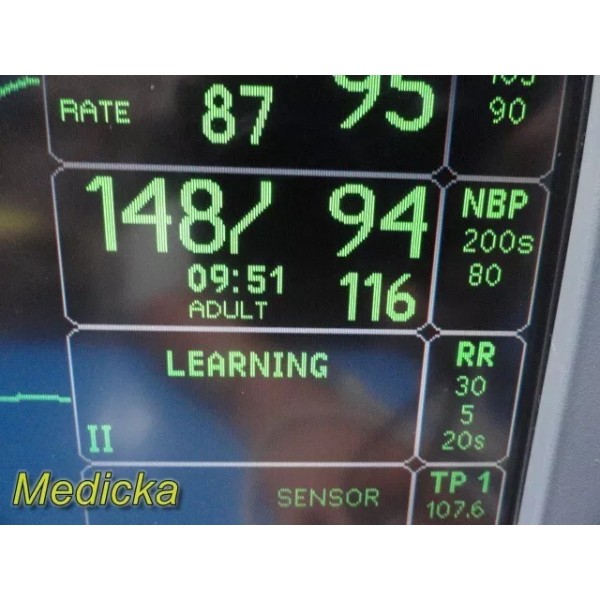 105
RATE 87 95 90
148/ 94 NBP
200s
09:51 116 80
ADULT
LEARNING RR
30
5
II 20s
SENSOR TP 1
107.6
Medicka